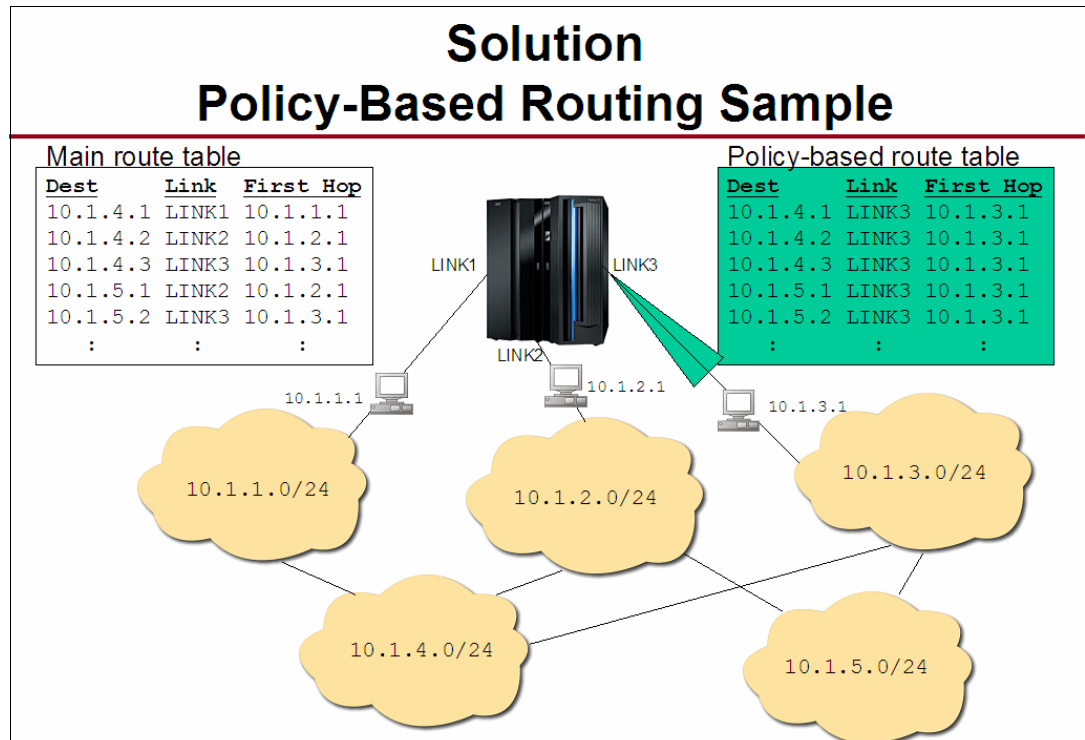 Solution
Policy-Based Routing Sample
Main route table
Dest Link First Hop
10.1.4.1 LINK1 10.1.1.1
10.1.4.2 LINK2 10.1.2.1
10.1.4.3 LINK3 10.1.3.1
10.1.5.1 LINK2 10.1.2.1
10.1.5.2 LINK3 10.1.3.1
: : :
Policy-based route table
Dest Link First Hop
10.1.4.1 LINK3 10.1.3.1
10.1.4.2 LINK3 10.1.3.1
10.1.4.3 LINK3 10.1.3.1
10.1.5.1 LINK3 10.1.3.1
10.1.5.2 LINK3 10.1.3.1
: : :
LINK1
LINK3
LINK2
10.1.1.1
10.1.2.1
10.1.3.1
10.1.1.0/24
10.1.2.0/24
10.1.3.0/24
10.1.4.0/24
10.1.5.0/24